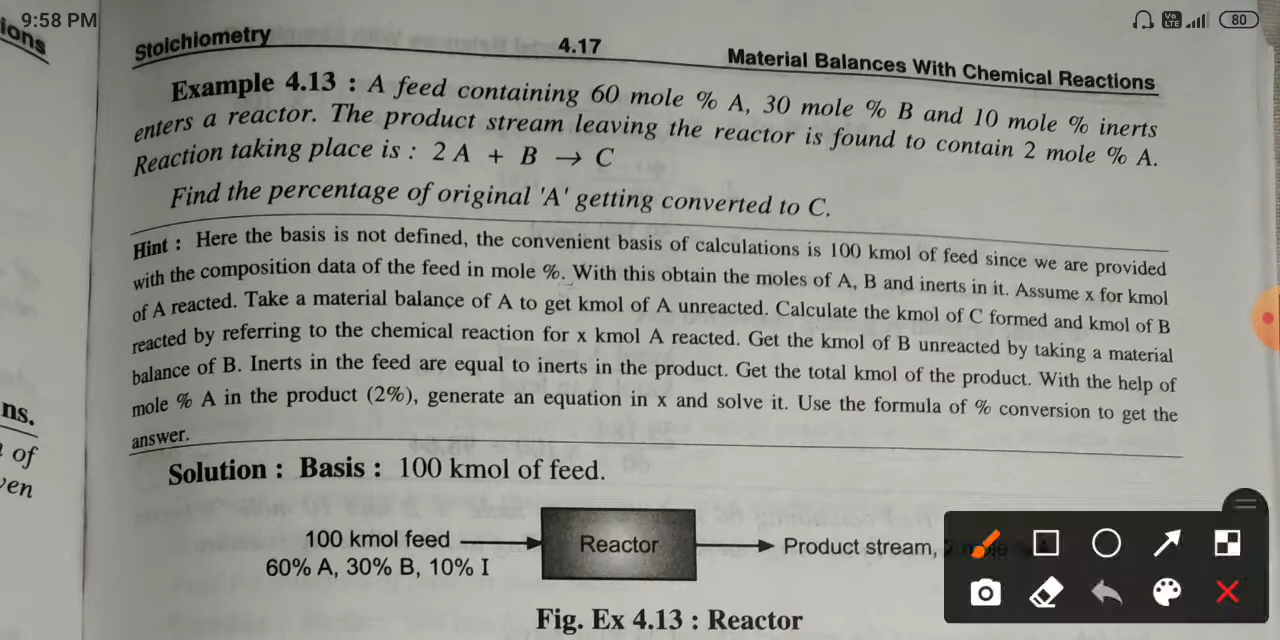 9:58 PM
80
ions
Stoichiometry 4.17 Material Balances With Chemical Reactions
Example 4.13 : A feed containing 60 mole % A, 30 mole % B and 10 mole % inerts
enters a reactor. The product stream leaving the reactor is found to contain 2 mole % A.
Reaction taking place is : 2 A + B → C
Find the percentage of original 'A' getting converted to C.
Hint : Here the basis is not defined, the convenient basis of calculations is 100 kmol of feed since we are provided
with the composition data of the feed in mole %. With this obtain the moles of A, B and inerts in it. Assume x for kmol
of A reacted. Take a material balance of A to get kmol of A unreacted. Calculate the kmol of C formed and kmol of B
reacted by referring to the chemical reaction for x kmol A reacted. Get the kmol of B unreacted by taking a material
balance of B. Inerts in the feed are equal to inerts in the product. Get the total kmol of the product. With the help of
mole % A in the product (2%), generate an equation in x and solve it. Use the formula of % conversion to get the
answer.
ns.
of
ven
Solution : Basis : 100 kmol of feed.
100 kmol feed
60% A, 30% B, 10% I
Reactor
Product stream,
Fig. Ex 4.13 : Reactor